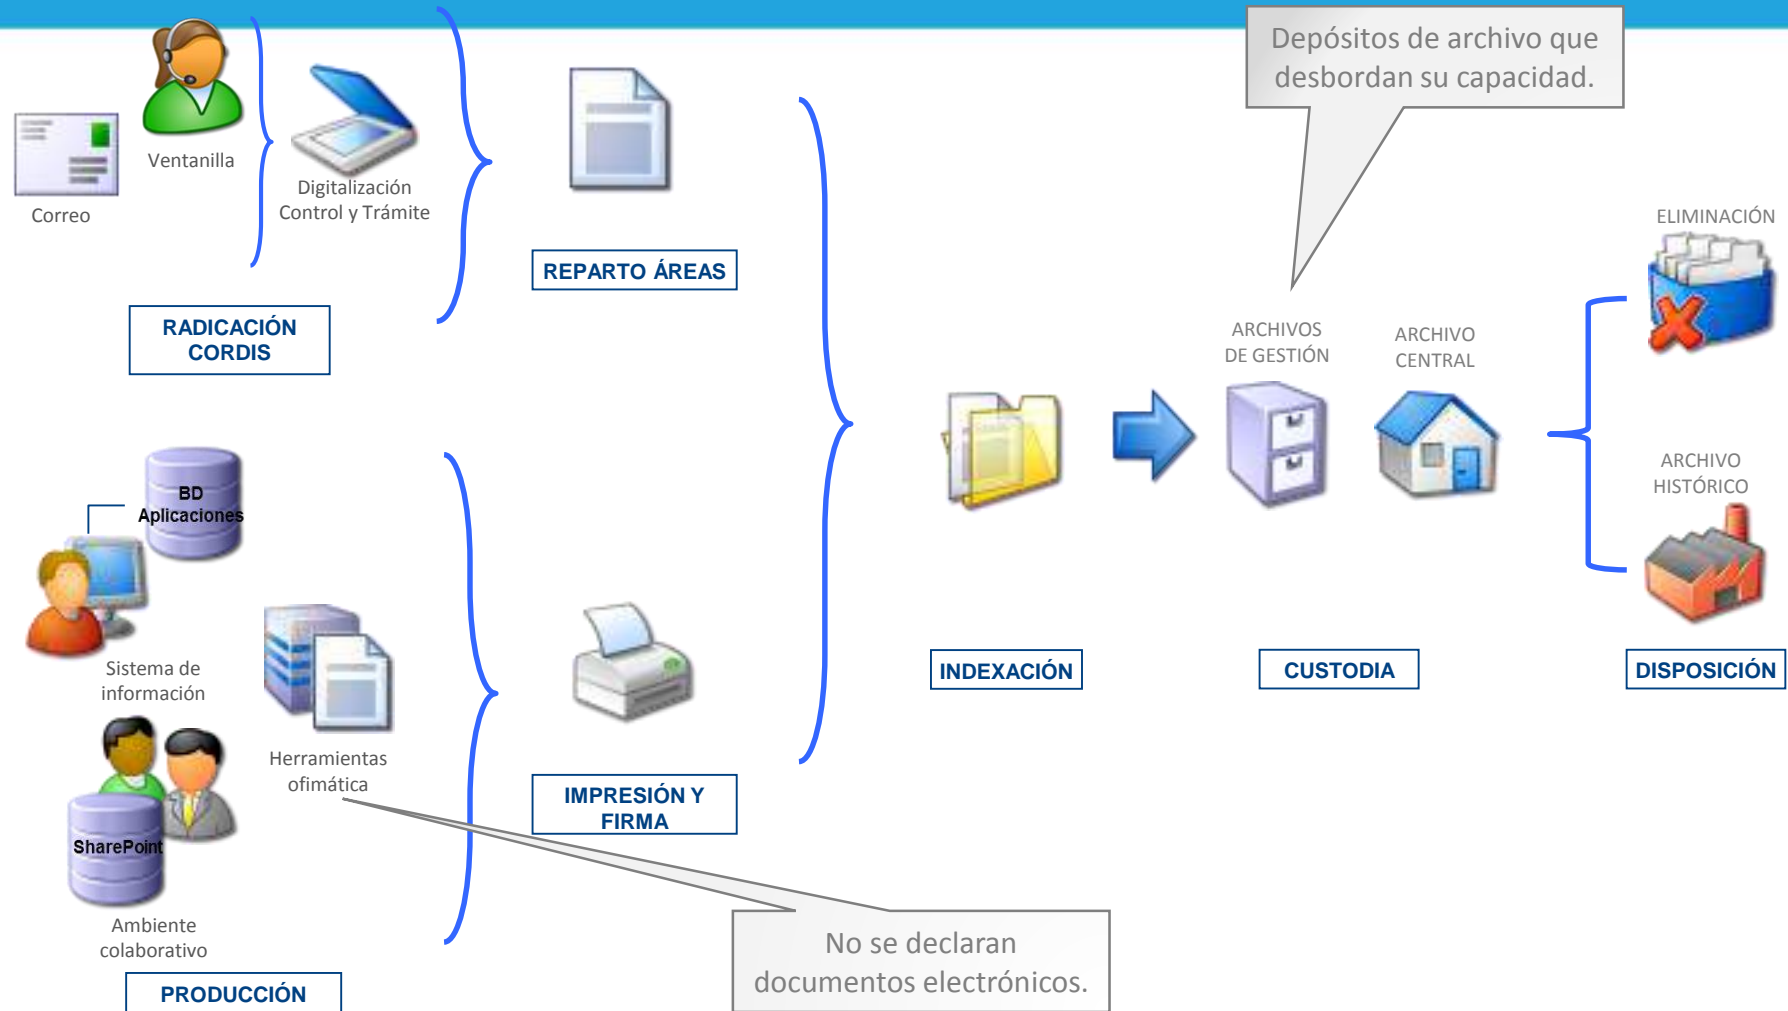 Depósitos de archivo que
desbordan su capacidad.
Ventanilla
Correo
Digitalización
Control y Trámite
REPARTO ÁREAS
RADICACIÓN
CORDIS
ELIMINACIÓN
ARCHIVOS
DE GESTIÓN
ARCHIVO
CENTRAL
ARCHIVO
HISTÓRICO
BD
Aplicaciones
Sistema de
información
Herramientas
ofimática
SharePoint
Ambiente
colaborativo
PRODUCCIÓN
IMPRESIÓN Y
FIRMA
INDEXACIÓN
CUSTODIA
DISPOSICIÓN
No se declaran
documentos electrónicos.